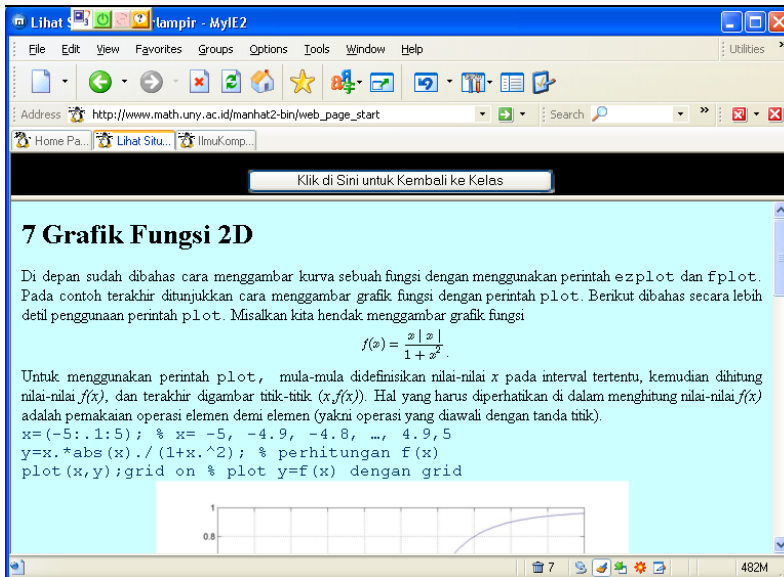 Lihat S lampir - MyIE2
File Edit View Favorites Groups Options Tools Window Help Utilities »
Address http://www.math.uny.ac.id/manhat2-bin/web_page_start Search »
Home Pa... Lihat Situ... IlmuKomp...
Klik di Sini untuk Kembali ke Kelas
7 Grafik Fungsi 2D
Di depan sudah dibahas cara menggambar kurva sebuah fungsi dengan menggunakan perintah ezplot dan fplot.
Pada contoh terakhir ditunjukkan cara menggambar grafik fungsi dengan perintah plot. Berikut dibahas secara lebih
detil penggunaan perintah plot. Misalkan kita hendak menggambar grafik fungsi
f(x) = x | x | / 1 + x^2 .
Untuk menggunakan perintah plot, mula-mula didefinisikan nilai-nilai x pada interval tertentu, kemudian dihitung
nilai-nilai f(x), dan terakhir digambar titik-titik (x,f(x)). Hal yang harus diperhatikan di dalam menghitung nilai-nilai f(x)
adalah pemakaian operasi elemen demi elemen (yakni operasi yang diawali dengan tanda titik).
x=(-5:.1:5); % x= -5, -4.9, -4.8, …, 4.9,5
y=x.*abs(x)./(1+x.^2); % perhitungan f(x)
plot(x,y);grid on % plot y=f(x) dengan grid
1
0.8
7 482M